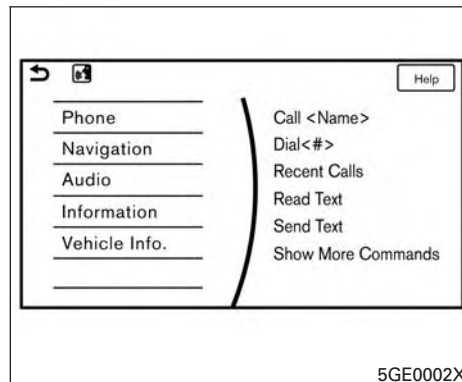 Help
Phone
Navigation
Audio
Information
Vehicle Info.
Call <Name>
Dial<#>
Recent Calls
Read Text
Send Text
Show More Commands
5GE0002X